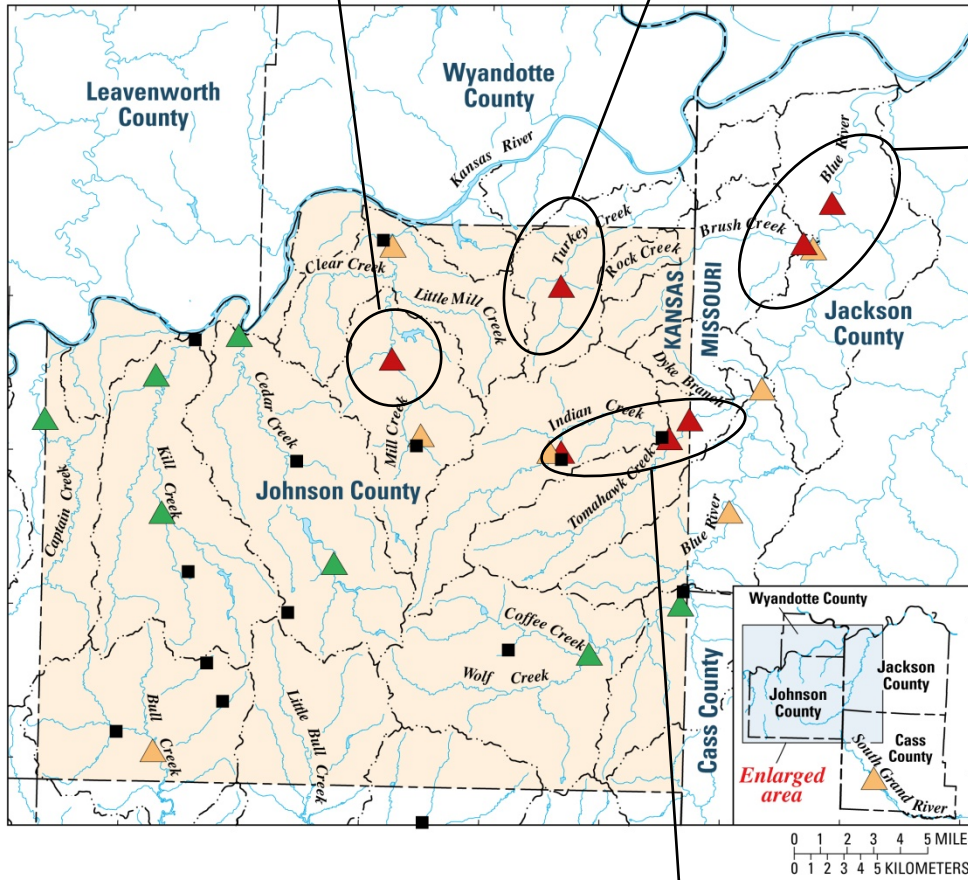 Leavenworth
County
Wyandotte
County
Kansas River
Blue River
Turkey Creek
Brush Creek
Rock Creek
Clear Creek
Little Mill
Creek
KANSAS
MISSOURI
Jackson
County
Dyke Branch
Cedar Creek
Mill Creek
Indian Creek
Captain Creek
Kill
Creek
Johnson County
Tomahawk Creek
Blue River
Coffee Creek
Wolf Creek
Bull
Creek
Little Bull Creek
Cass County
Wyandotte County
Jackson
County
Johnson
County
Cass
County
South Grand
River
Enlarged
area
0 1 2 3 4 5 MILE
0 1 2 3 4 5 KILOMETERS